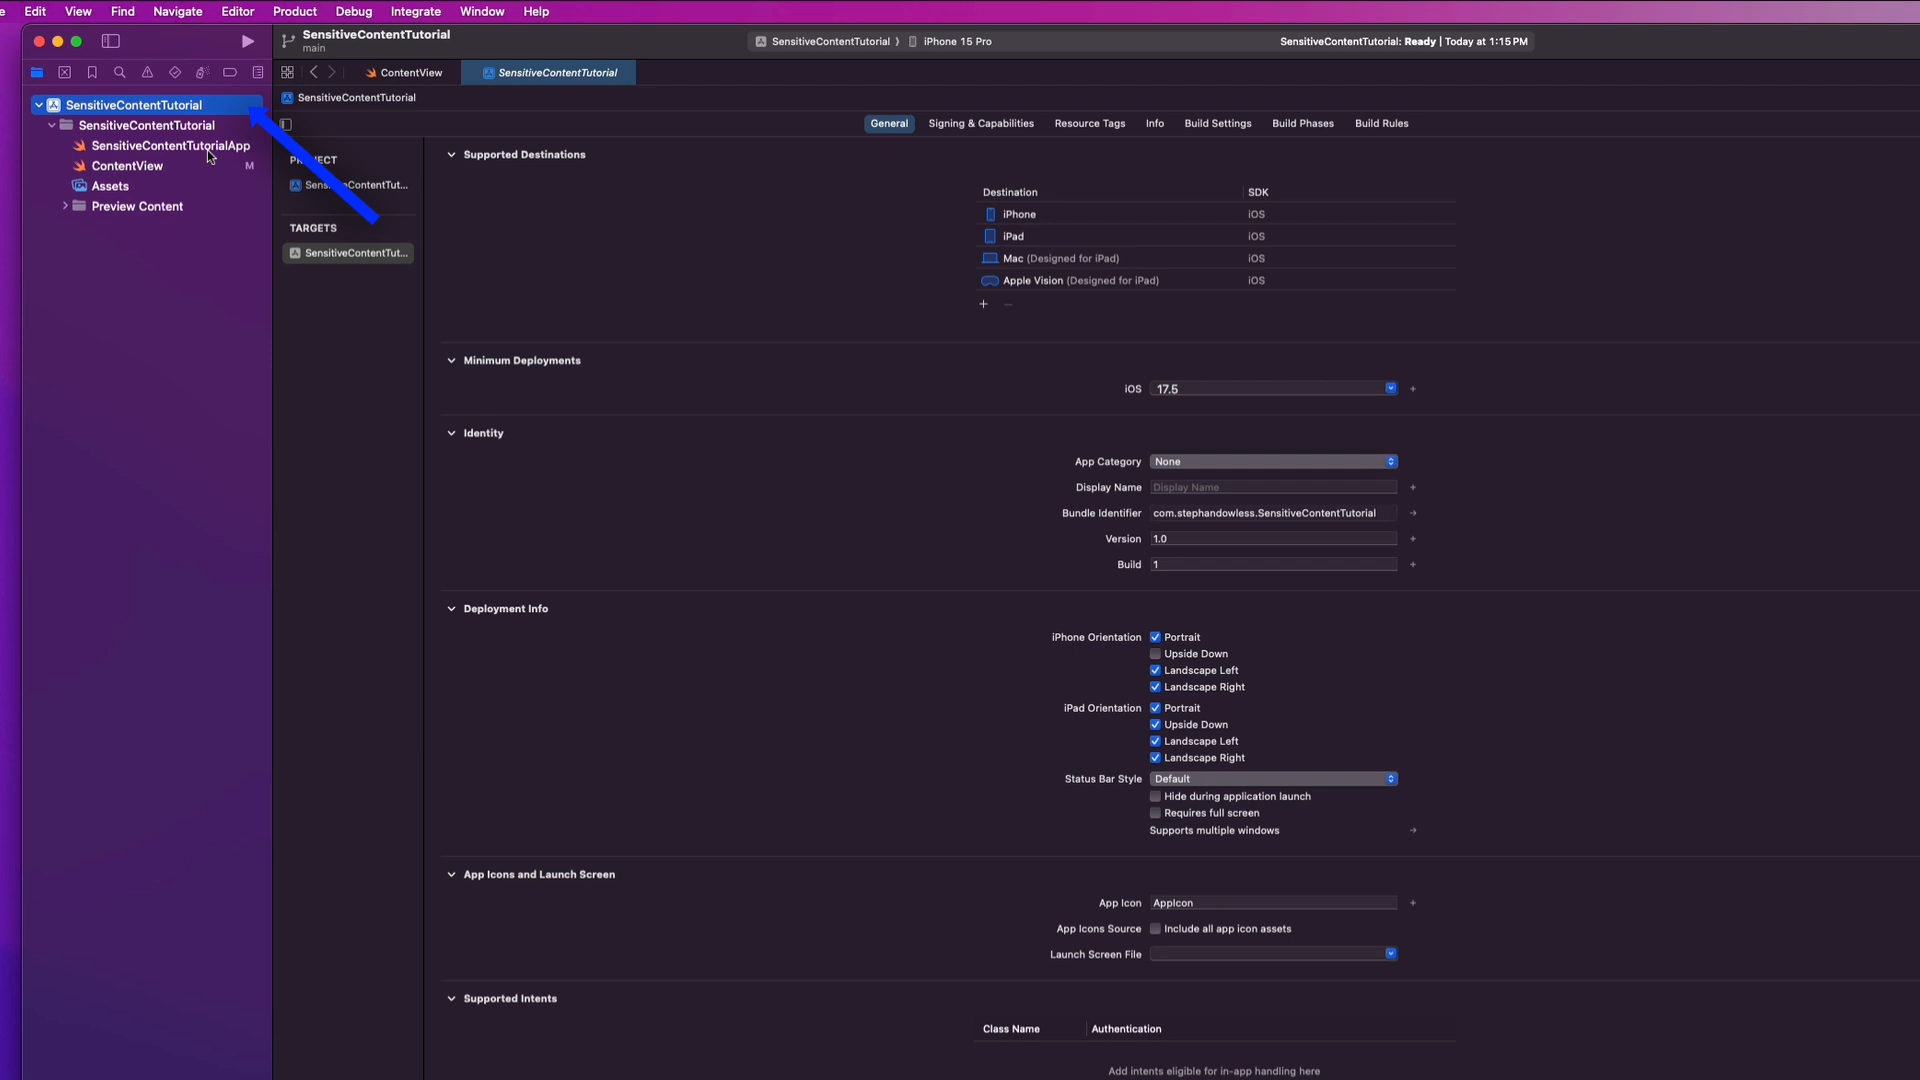 Edit View Find Navigate Editor Product Debug Integrate Window Help
SensitiveContentTutorial
main
SensitiveContentTutorial 〉 iPhone 15 Pro
SensitiveContentTutorial: Ready | Today at 1:15 PM
ContentView
SensitiveContentTutorial
SensitiveContentTutorial
SensitiveContentTutorial
SensitiveContentTutorial
SensitiveContentTutorialApp
ContentView M
Assets
Preview Content
General Signing & Capabilities Resource Tags Info Build Settings Build Phases Build Rules
SensitiveContentTut...
TARGETS
SensitiveContentTut...
Supported Destinations
Destination SDK
iPhone iOS
iPad iOS
Mac (Designed for iPad) iOS
Apple Vision (Designed for iPad) iOS
Minimum Deployments
iOS 17.5
Identity
App Category None
Display Name Display Name
Bundle Identifier com.stephandowless.SensitiveContentTutorial
Version 1.0
Build 1
Deployment Info
iPhone Orientation Portrait
Upside Down
Landscape Left
Landscape Right
iPad Orientation Portrait
Upside Down
Landscape Left
Landscape Right
Status Bar Style Default
Hide during application launch
Requires full screen
Supports multiple windows
App Icons and Launch Screen
App Icon AppIcon
App Icons Source Include all app icon assets
Launch Screen File
Supported Intents
Class Name Authentication
Add intents eligible for in-app handling here